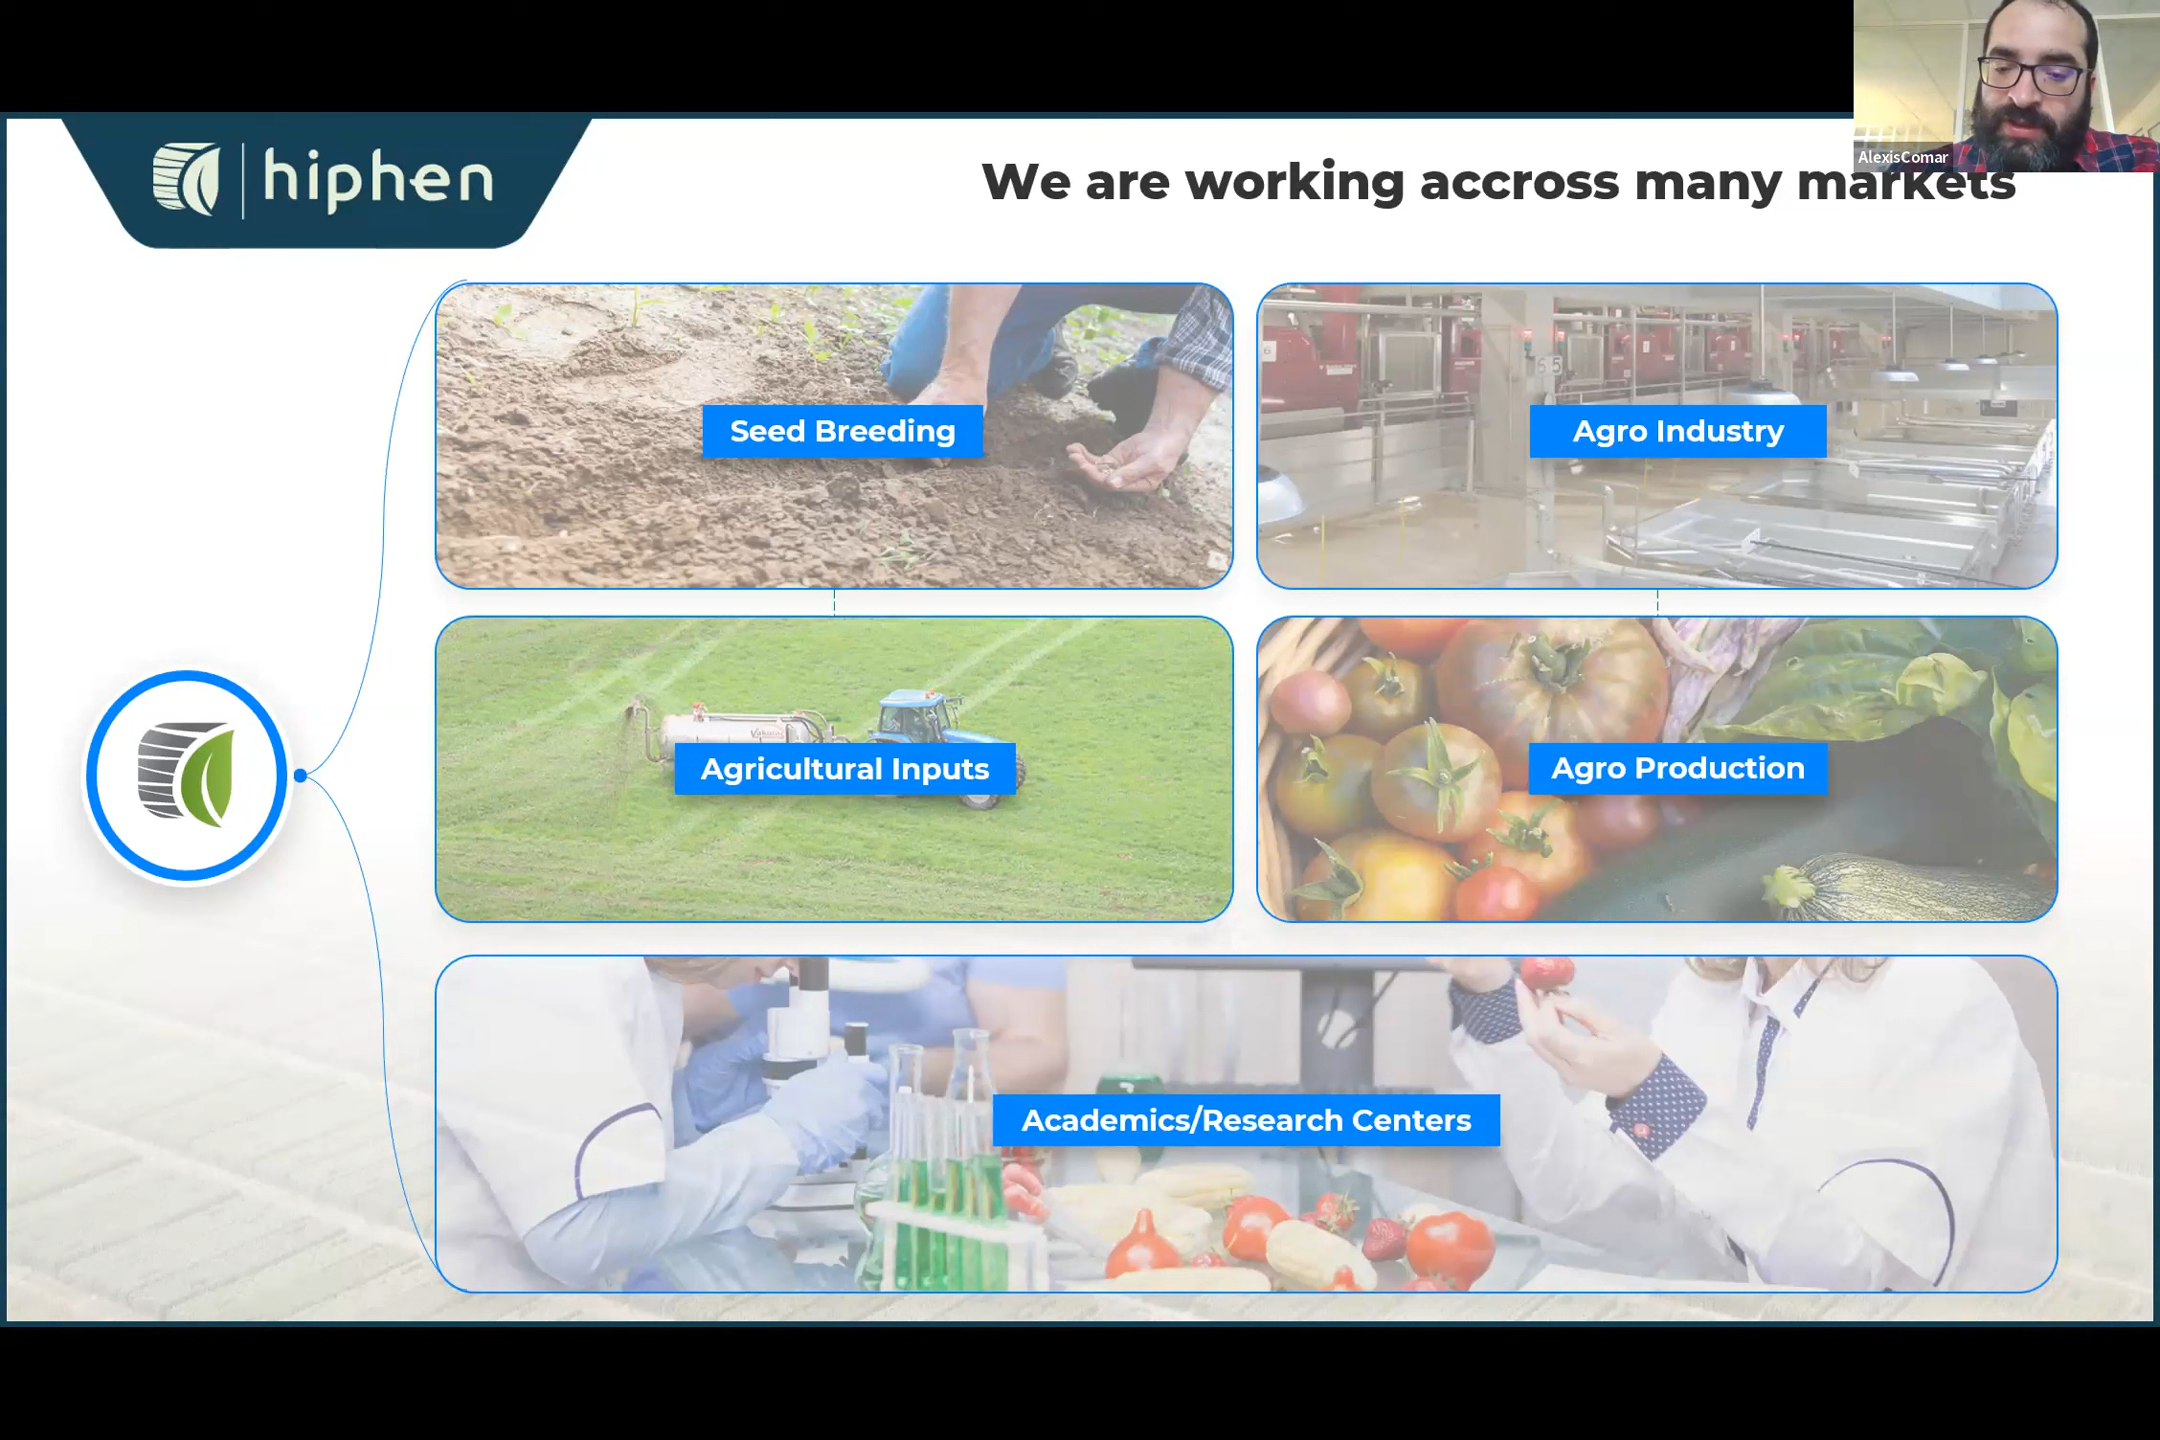 AlexisComar
hiphen
We are working accross many markets
Seed Breeding
Agro Industry
65
Agricultural Inputs
Agro Production
Academics/Research Centers